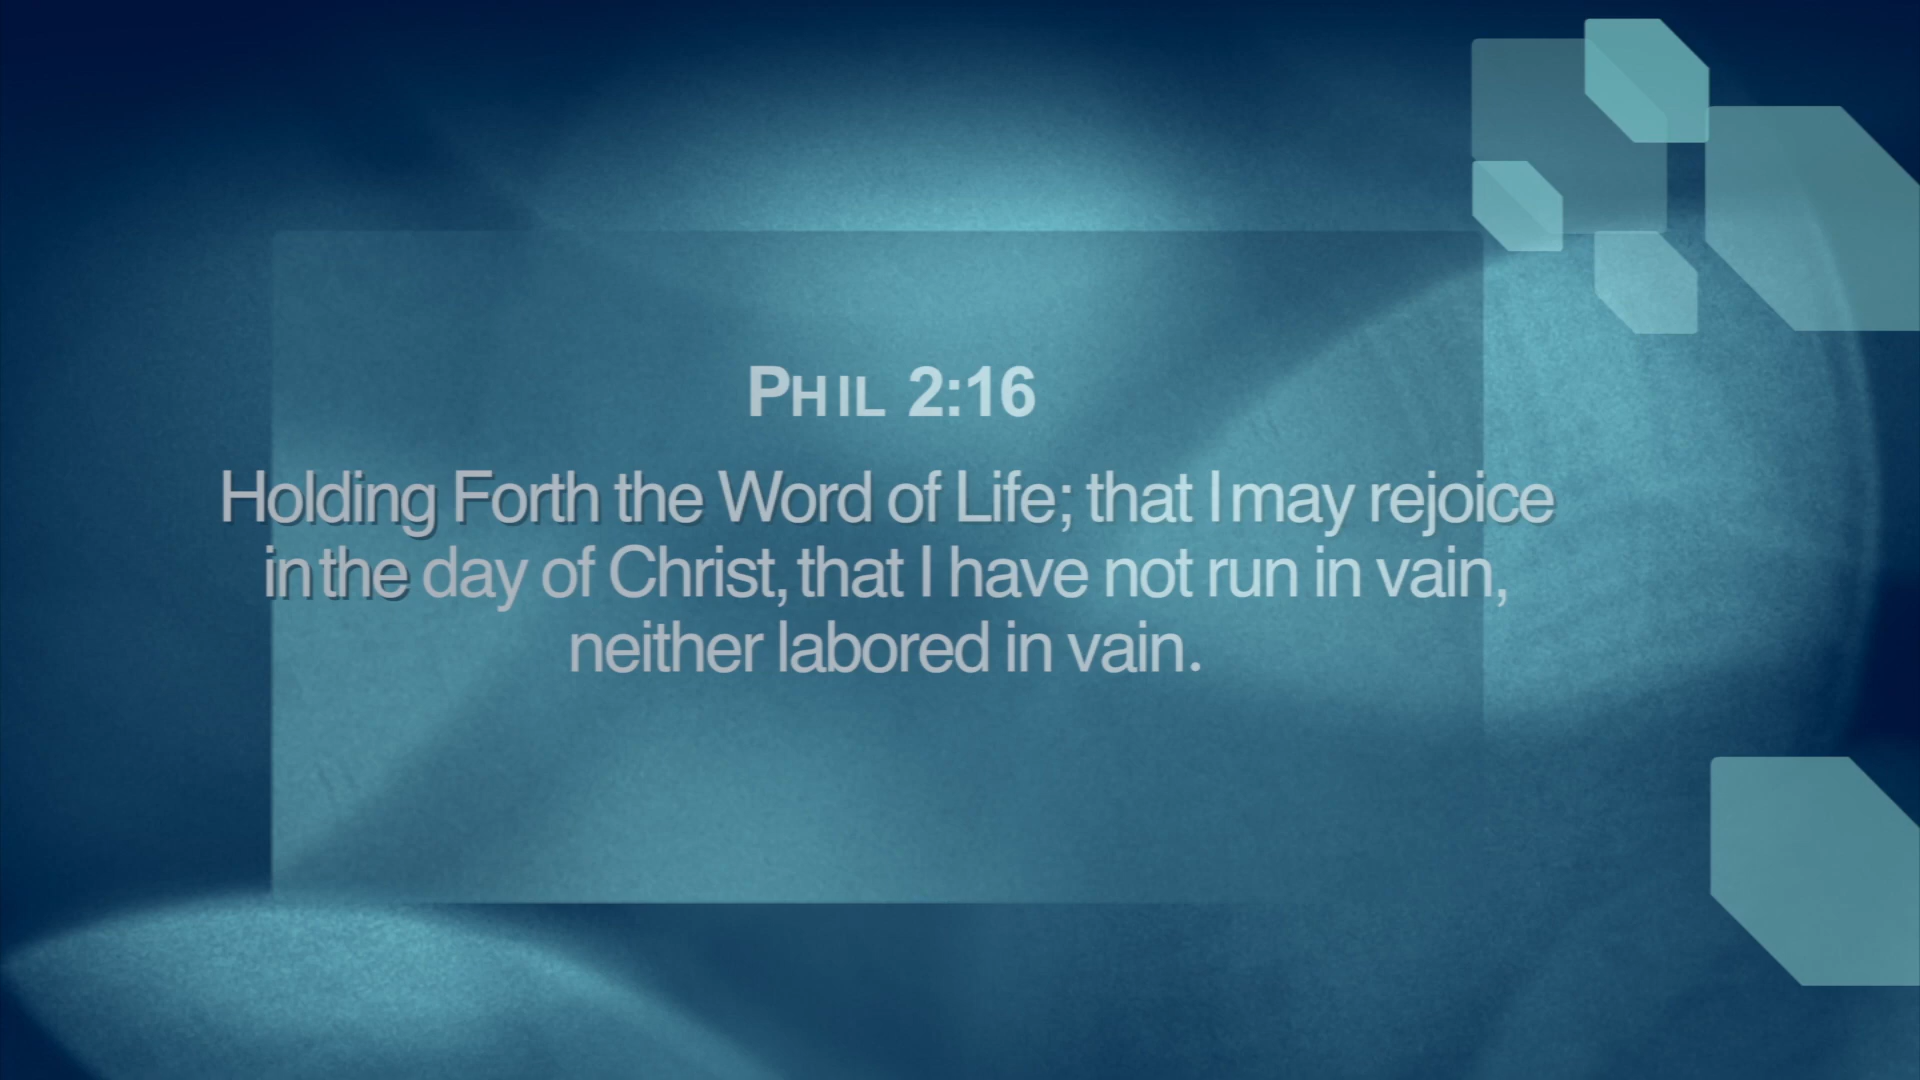 PHIL 2:16
Holding Forth the Word of Life; that I may rejoice
in the day of Christ, that I have not run in vain,
neither labored in vain.